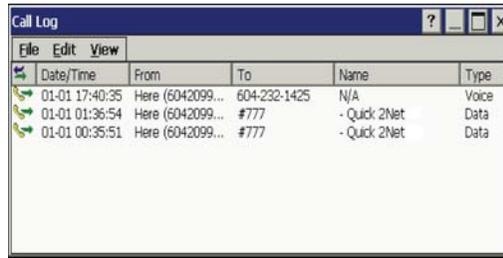 Call Log ?
File Edit View
Date/Time From To Name Type
01-01 17:40:35 Here (6042099... 604-232-1425 N/A Voice
01-01 01:36:54 Here (6042099... #777 - Quick 2Net Data
01-01 00:35:51 Here (6042099... #777 - Quick 2Net Data